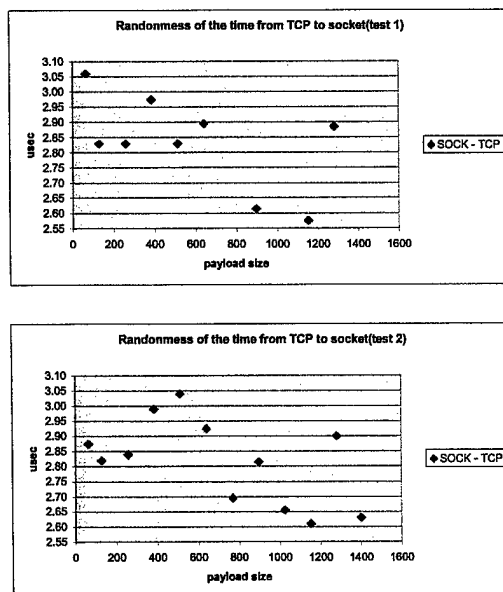 Randonmess of the time from TCP to socket(test 1)
3.10
3.05
3.00
2.95
2.90
2.85
2.80
2.75
2.70
2.65
2.60
2.55
usec
0 200 400 600 800 1000 1200 1400 1600
payload size
◆ SOCK - TCP
Randonmess of the time from TCP to socket(test 2)
3.10
3.05
3.00
2.95
2.90
2.85
2.80
2.75
2.70
2.65
2.60
2.55
usec
0 200 400 600 800 1000 1200 1400 1600
payload size
◆ SOCK - TCP